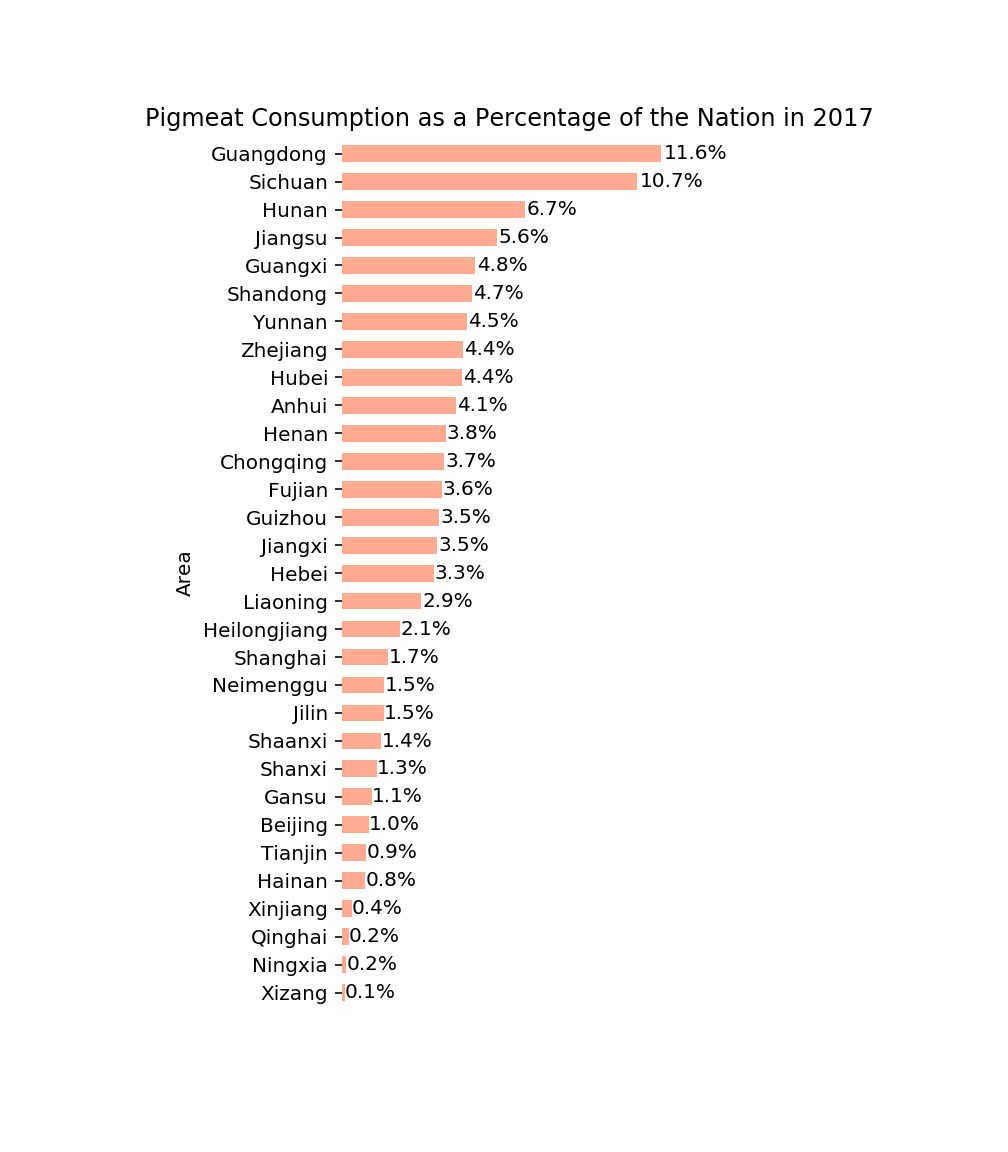 Pigmeat Consumption as a Percentage of the Nation in 2017
Guangdong 11.6%
Sichuan 10.7%
Hunan 6.7%
Jiangsu 5.6%
Guangxi 4.8%
Shandong 4.7%
Yunnan 4.5%
Zhejiang 4.4%
Hubei 4.4%
Anhui 4.1%
Henan 3.8%
Chongqing 3.7%
Fujian 3.6%
Guizhou 3.5%
Jiangxi 3.5%
Area
Hebei 3.3%
Liaoning 2.9%
Heilongjiang 2.1%
Shanghai 1.7%
Neimenggu 1.5%
Jilin 1.5%
Shaanxi 1.4%
Shanxi 1.3%
Gansu 1.1%
Beijing 1.0%
Tianjin 0.9%
Hainan 0.8%
Xinjiang 0.4%
Qinghai 0.2%
Ningxia 0.2%
Xizang 0.1%